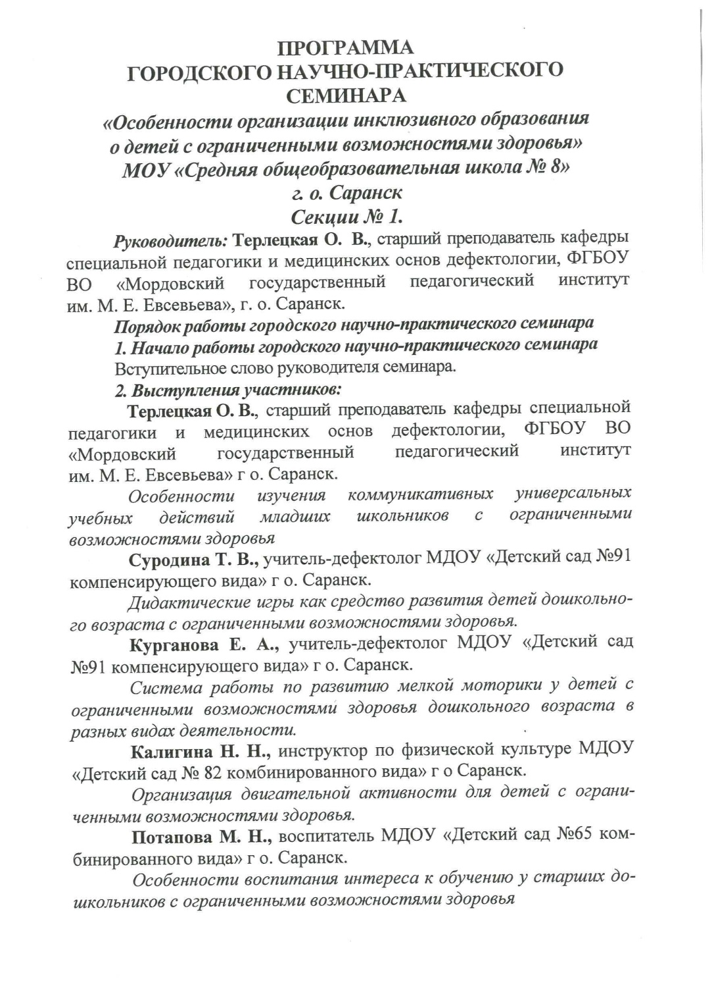 ПРОГРАММА
ГОРОДСКОГО НАУЧНО-ПРАКТИЧЕСКОГО
СЕМИНАРА
«Особенности организации инклюзивного образования
о детей с ограниченными возможностями здоровья»
МОУ «Средняя общеобразовательная школа № 8»
г. о. Саранск
Секции № 1.
Руководитель: Терлецкая О. В., старший преподаватель кафедры
специальной педагогики и медицинских основ дефектологии, ФГБОУ
ВО «Мордовский государственный педагогический институт
им. М. Е. Евсевьева», г. о. Саранск.
Порядок работы городского научно-практического семинара
1. Начало работы городского научно-практического семинара
Вступительное слово руководителя семинара.
2. Выступления участников:
Терлецкая О. В., старший преподаватель кафедры специальной
педагогики и медицинских основ дефектологии, ФГБОУ ВО
«Мордовский государственный педагогический институт
им. М. Е. Евсевьева» г о. Саранск.
Особенности изучения коммуникативных универсальных
учебных действий младших школьников с ограниченными
возможностями здоровья
Суродина Т. В., учитель-дефектолог МДОУ «Детский сад №91
компенсирующего вида» г о. Саранск.
Дидактические игры как средство развития детей дошкольно-
го возраста с ограниченными возможностями здоровья.
Курганова Е. А., учитель-дефектолог МДОУ «Детский сад
№91 компенсирующего вида» г о. Саранск.
Система работы по развитию мелкой моторики у детей с
ограниченными возможностями здоровья дошкольного возраста в
разных видах деятельности.
Калигина Н. Н., инструктор по физической культуре МДОУ
«Детский сад № 82 комбинированного вида» г о Саранск.
Организация двигательной активности для детей с ограни-
ченными возможностями здоровья.
Потапова М. Н., воспитатель МДОУ «Детский сад №65 ком-
бинированного вида» г о. Саранск.
Особенности воспитания интереса к обучению у старших до-
школьников с ограниченными возможностями здоровья